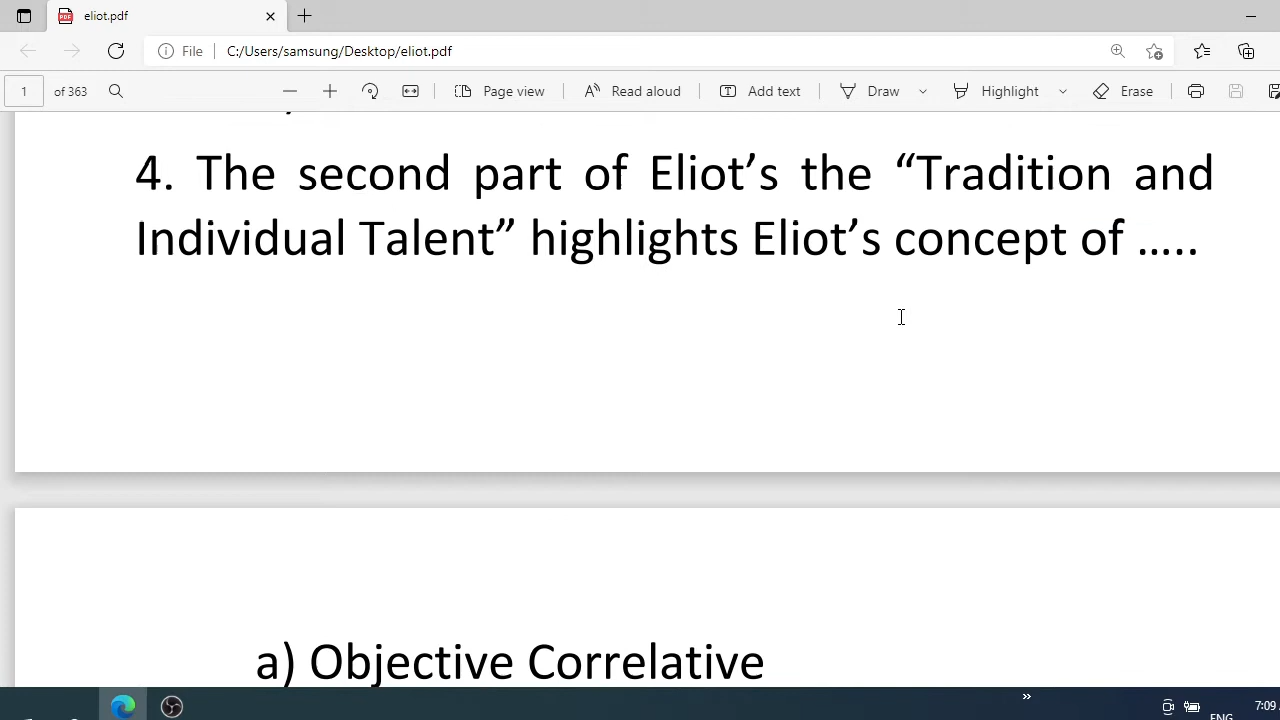 eliot.pdf
File
C:/Users/samsung/Desktop/eliot.pdf
1 of 363
Page view
Read aloud
Add text
Draw
Highlight
Erase
4. The second part of Eliot’s the “Tradition and
Individual Talent” highlights Eliot’s concept of …..
a) Objective Correlative
7:09
ENG